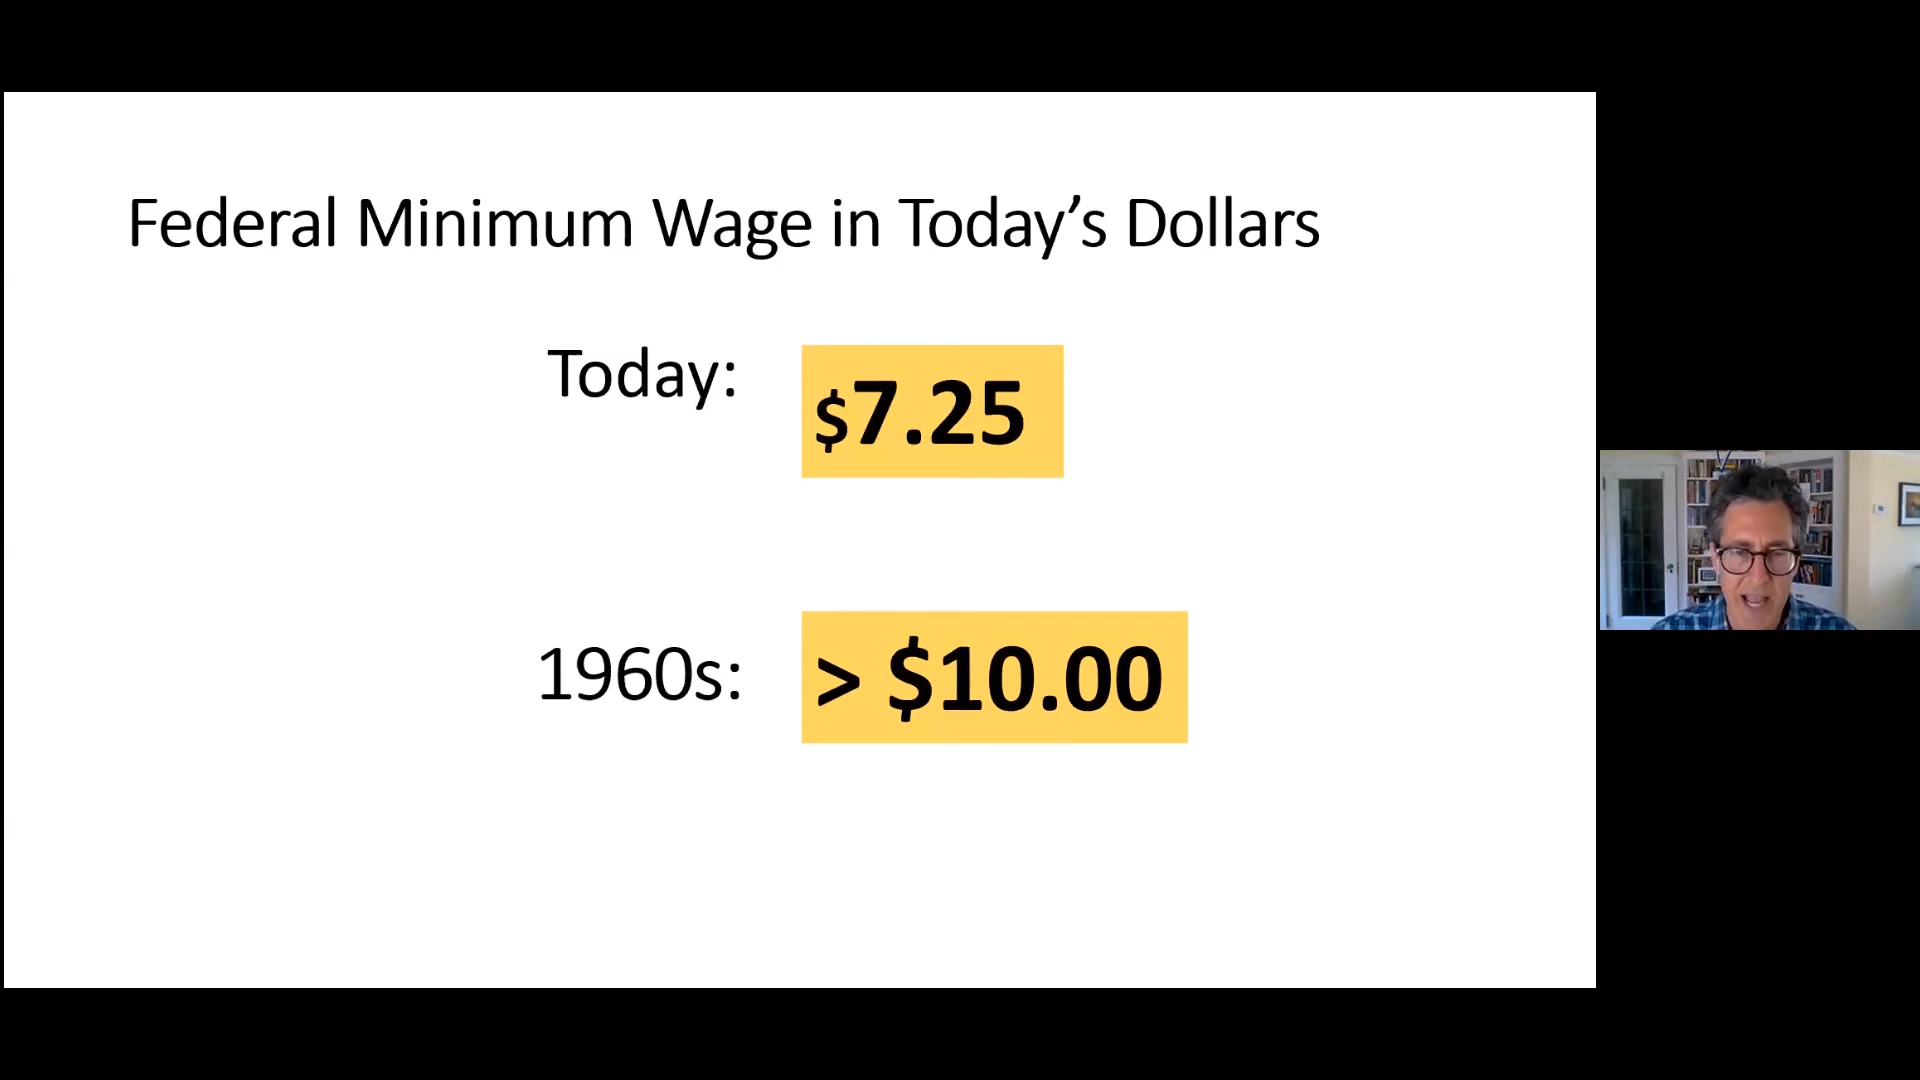 Federal Minimum Wage in Today’s Dollars
Today:
$7.25
1960s:
> $10.00